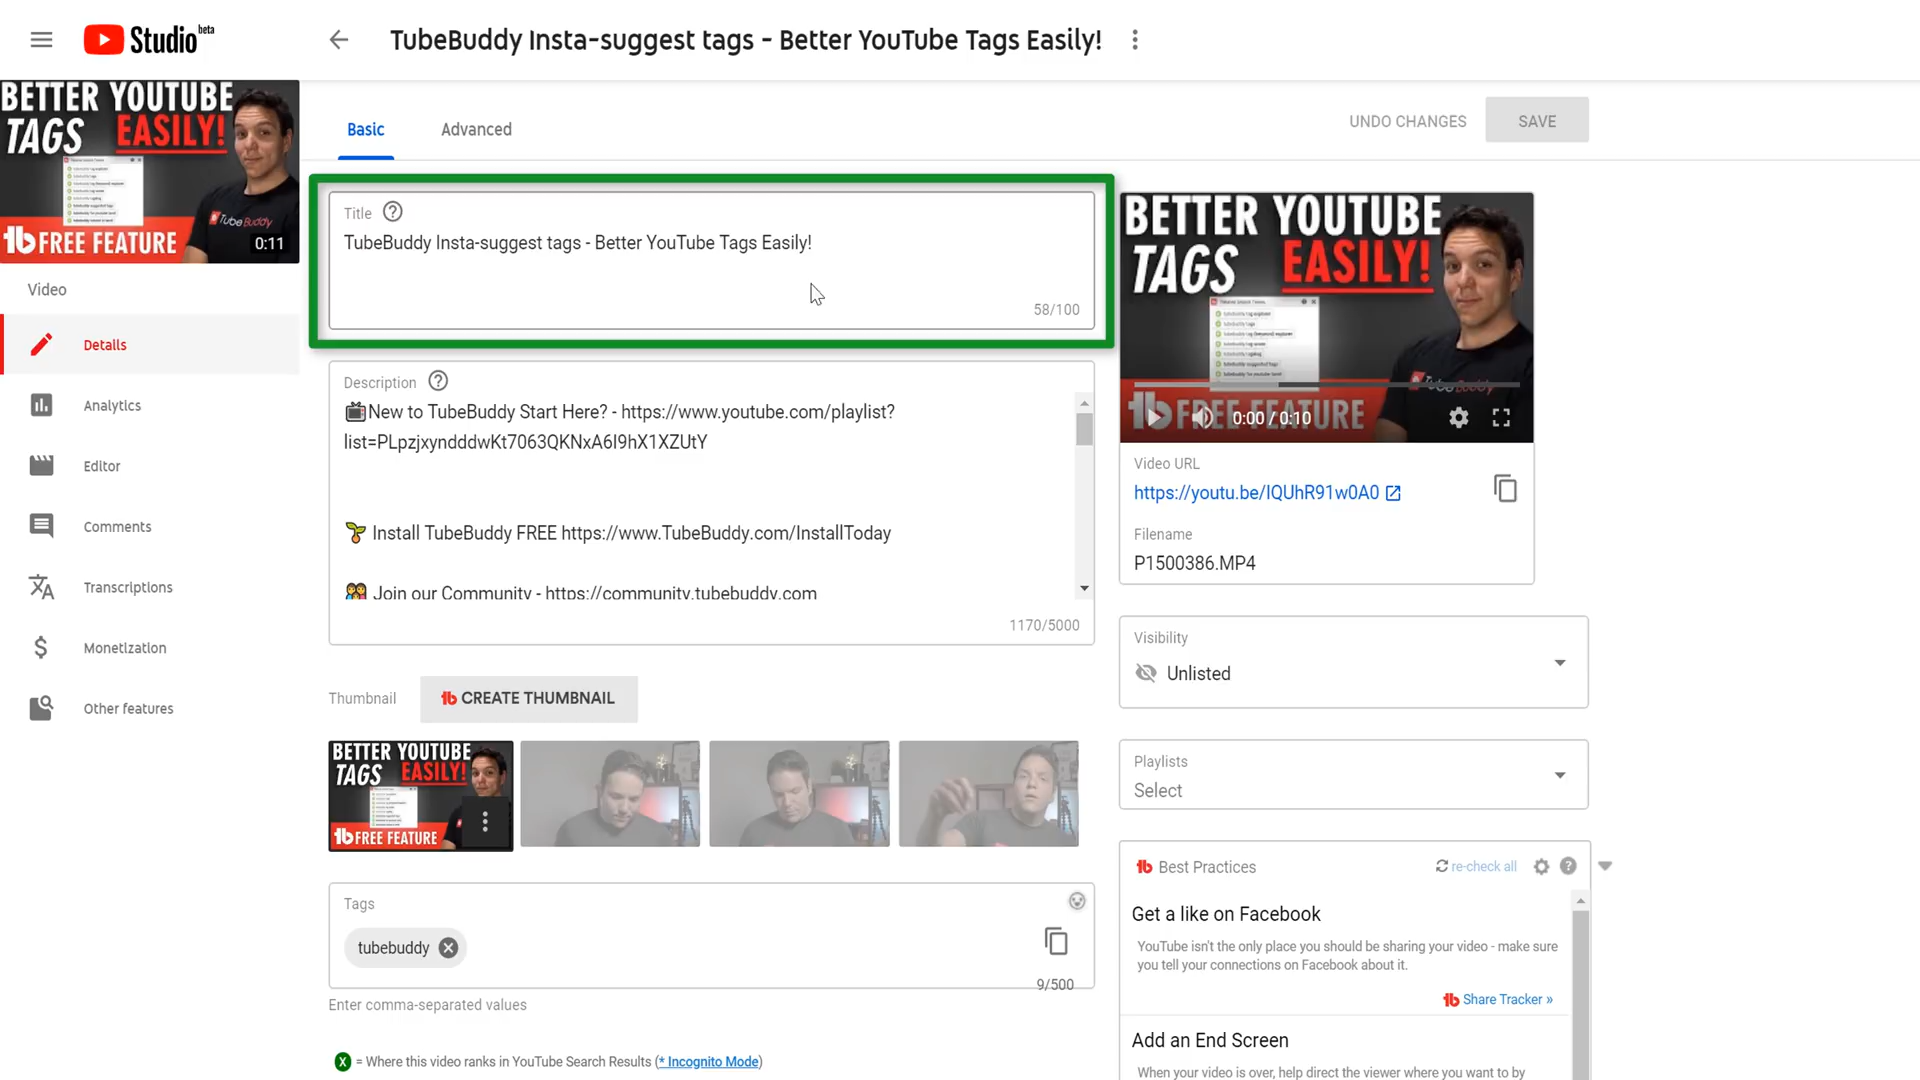 Studio beta
TubeBuddy Insta-suggest tags - Better YouTube Tags Easily!
BETTER YOUTUBE
TAGS EASILY!
TubeBuddy
FREE FEATURE
0:11
Video
Details
Analytics
Editor
Comments
Transcriptions
Monetization
Other features
Basic
Advanced
UNDO CHANGES
SAVE
Title
TubeBuddy Insta-suggest tags - Better YouTube Tags Easily!
58/100
Description
New to TubeBuddy Start Here? - https://www.youtube.com/playlist?
list=PLpzjxyndddwKt7063QKNxA6I9hX1XZUtY
Install TubeBuddy FREE https://www.TubeBuddy.com/InstallToday
Join our Community - https://community.tubebuddy.com
1170/5000
Thumbnail
CREATE THUMBNAIL
BETTER YOUTUBE
TAGS EASILY!
FREE FEATURE
Tags
tubebuddy
9/500
Enter comma-separated values
X = Where this video ranks in YouTube Search Results (* Incognito Mode)
BETTER YOUTUBE
TAGS EASILY!
TubeBuddy
FREE FEATURE
0:00 / 0:10
Video URL
https://youtu.be/IQUhR91w0A0
Filename
P1500386.MP4
Visibility
Unlisted
Playlists
Select
Best Practices
re-check all
Get a like on Facebook
YouTube isn't the only place you should be sharing your video - make sure
you tell your connections on Facebook about it.
Share Tracker »
Add an End Screen
When your video is over, help direct the viewer where you want to by